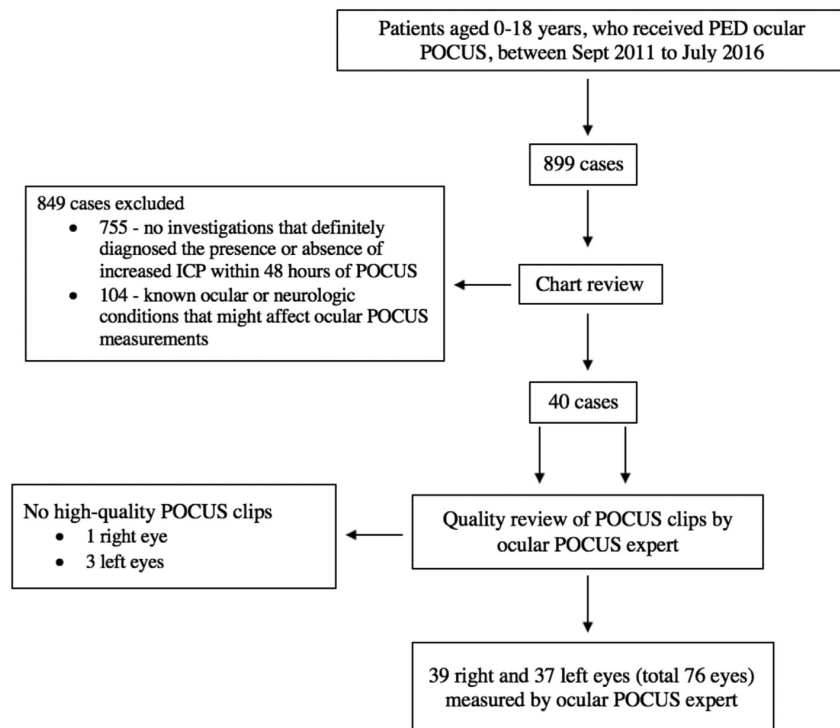 Patients aged 0-18 years, who received PED ocular
POCUS, between Sept 2011 to July 2016
899 cases
849 cases excluded
• 755 - no investigations that definitely
diagnosed the presence or absence of
increased ICP within 48 hours of POCUS
• 104 - known ocular or neurologic
conditions that might affect ocular POCUS
measurements
Chart review
40 cases
No high-quality POCUS clips
• 1 right eye
• 3 left eyes
Quality review of POCUS clips by
ocular POCUS expert
39 right and 37 left eyes (total 76 eyes)
measured by ocular POCUS expert